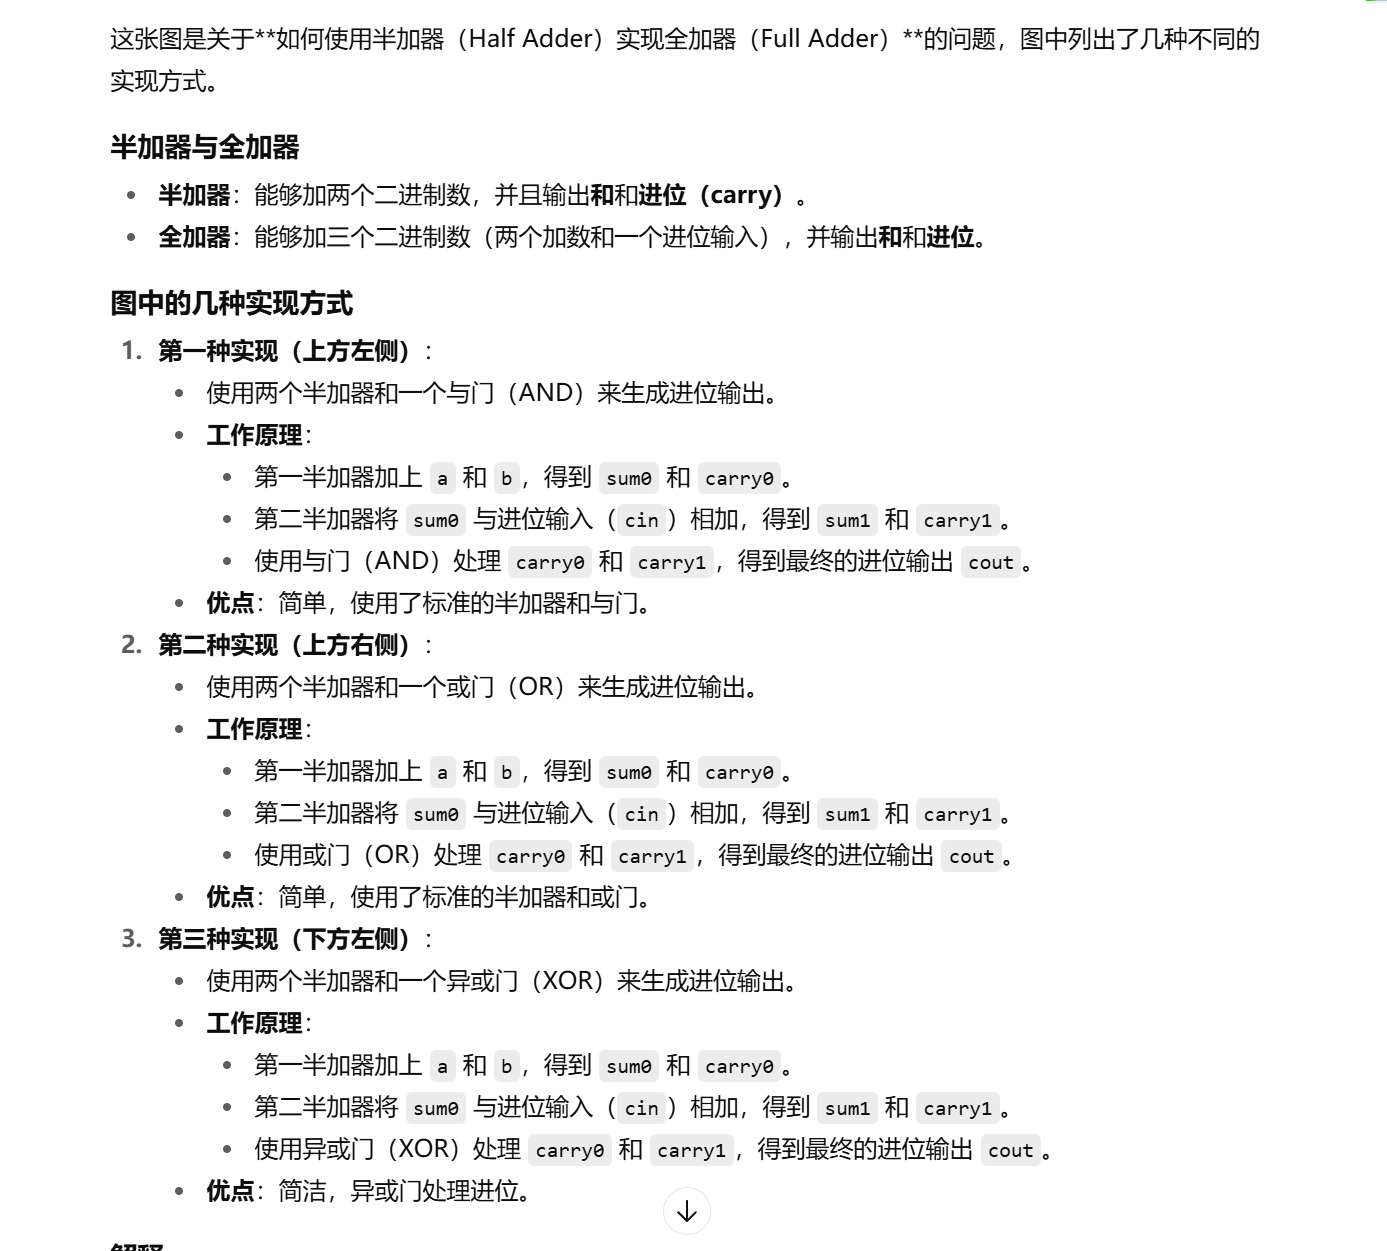 这张图是关于**如何使用半加器（Half Adder）实现全加器（Full Adder）**的问题，图中列出了几种不同的
实现方式。
半加器与全加器
• 半加器：能够加两个二进制数，并且输出和和进位（carry）。
• 全加器：能够加三个二进制数（两个加数和一个进位输入），并输出和和进位。
图中的几种实现方式
1. 第一种实现（上方左侧）：
• 使用两个半加器和一个与门（AND）来生成进位输出。
• 工作原理：
• 第一半加器加上 a 和 b，得到 sum0 和 carry0。
• 第二半加器将 sum0 与进位输入（cin）相加，得到 sum1 和 carry1。
• 使用与门（AND）处理 carry0 和 carry1，得到最终的进位输出 cout。
• 优点：简单，使用了标准的半加器和与门。
2. 第二种实现（上方右侧）：
• 使用两个半加器和一个或门（OR）来生成进位输出。
• 工作原理：
• 第一半加器加上 a 和 b，得到 sum0 和 carry0。
• 第二半加器将 sum0 与进位输入（cin）相加，得到 sum1 和 carry1。
• 使用或门（OR）处理 carry0 和 carry1，得到最终的进位输出 cout。
• 优点：简单，使用了标准的半加器和或门。
3. 第三种实现（下方左侧）：
• 使用两个半加器和一个异或门（XOR）来生成进位输出。
• 工作原理：
• 第一半加器加上 a 和 b，得到 sum0 和 carry0。
• 第二半加器将 sum0 与进位输入（cin）相加，得到 sum1 和 carry1。
• 使用异或门（XOR）处理 carry0 和 carry1，得到最终的进位输出 cout。
• 优点：简洁，异或门处理进位。